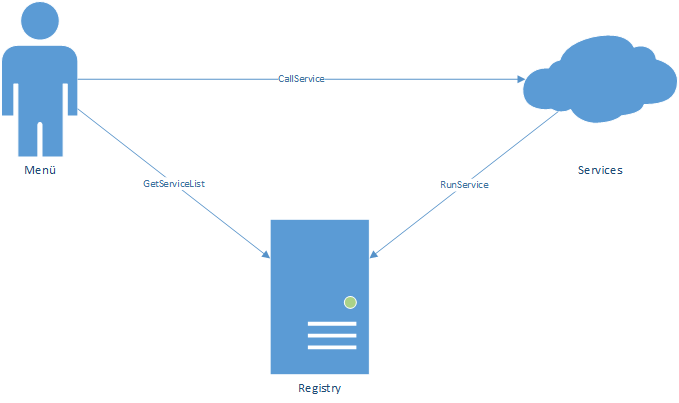 CallService
Menü
Services
GetServiceList
RunService
Registry